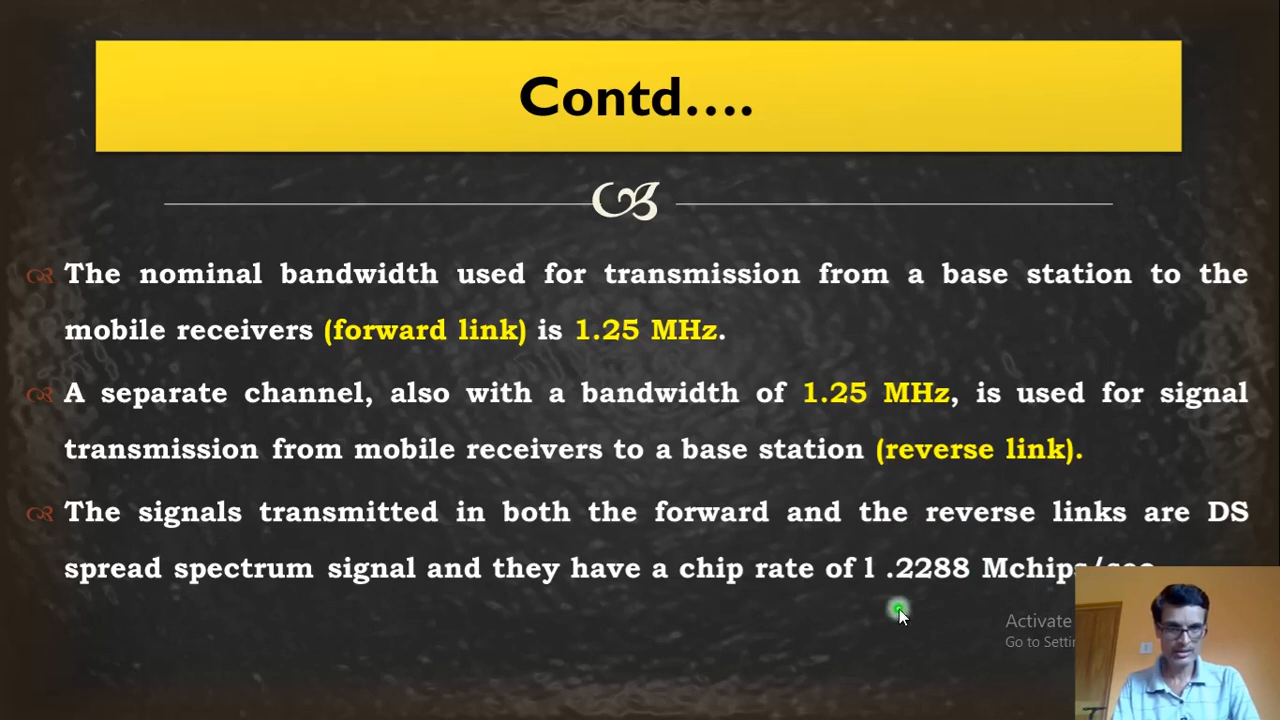 Contd....
The nominal bandwidth used for transmission from a base station to the
mobile receivers (forward link) is 1.25 MHz.
A separate channel, also with a bandwidth of 1.25 MHz, is used for signal
transmission from mobile receivers to a base station (reverse link).
The signals transmitted in both the forward and the reverse links are DS
spread spectrum signal and they have a chip rate of l .2288 Mchips/sec
Activate
Go to Settin